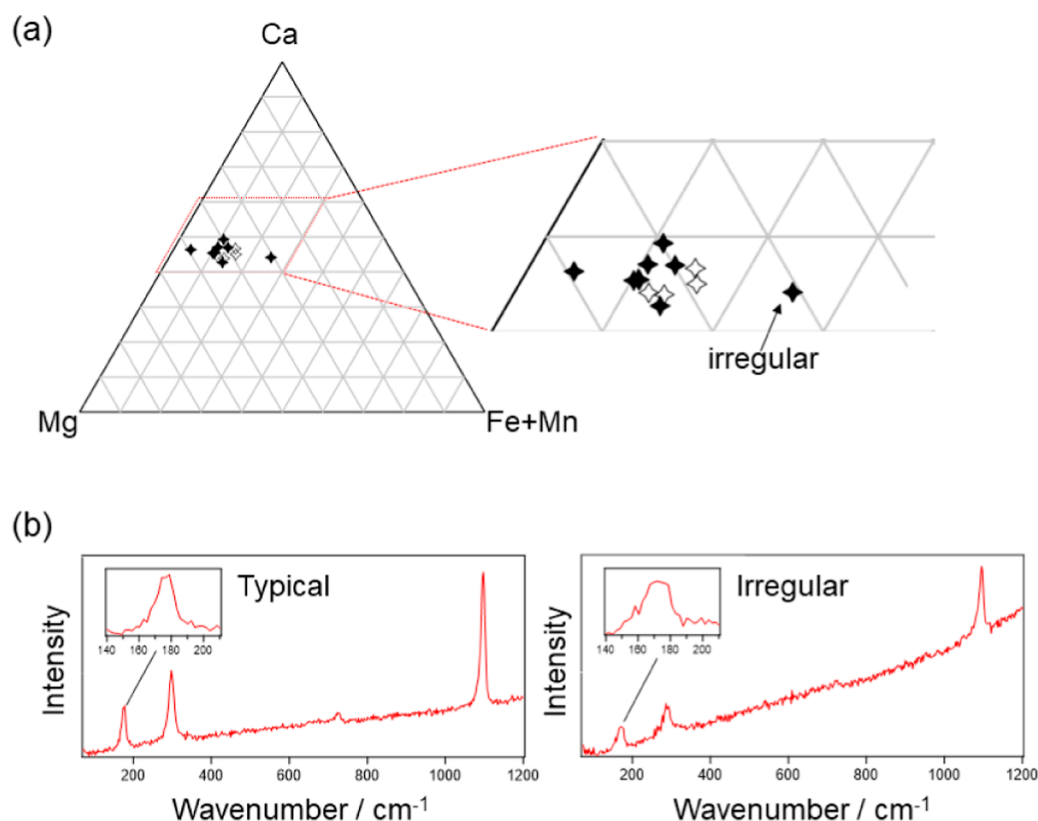 (a)
Ca
Mg
Fe+Mn
irregular
(b)
Typical
140 160 180 200
Intensity
200 400 600 800 1000 1200
Wavenumber / cm-1
Irregular
140 160 180 200
Intensity
200 400 600 800 1000 1200
Wavenumber / cm-1